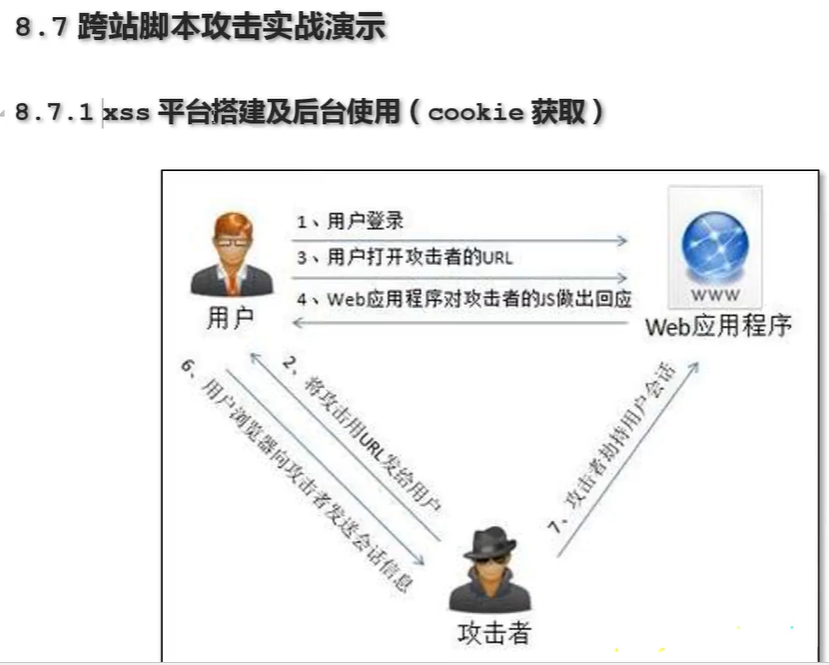 8.7 跨站脚本攻击实战演示
8.7.1 xss 平台搭建及后台使用（cookie 获取）
1、用户登录
3、用户打开攻击者的URL
4、Web应用程序对攻击者的JS做出回应
WWW
用户
Web应用程序
2、将攻击用URL发给用户
6、用户浏览器向攻击者发送会话信息
7、攻击者劫持用户会话
攻击者